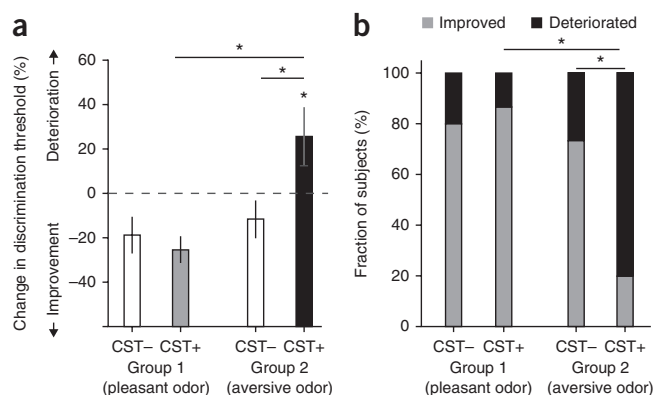 a
Change in discrimination threshold (%)
← Improvement
Deterioration →
60
40
20
0
−20
−40
*
*
*
CST− CST+
CST− CST+
Group 1
(pleasant odor)
Group 2
(aversive odor)
b
Improved
Deteriorated
Fraction of subjects (%)
100
80
60
40
20
0
*
*
CST− CST+
CST− CST+
Group 1
(pleasant odor)
Group 2
(aversive odor)